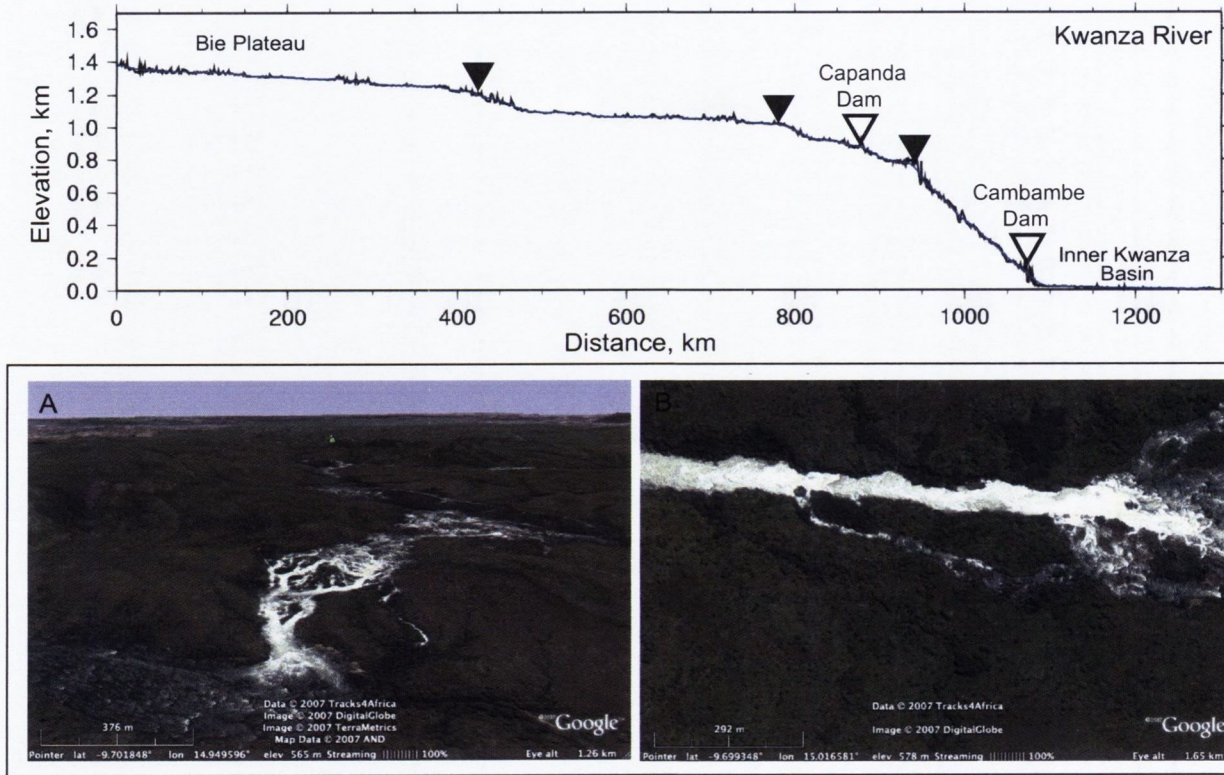 Kwanza River
Bie Plateau
Capanda
Dam
Cambambe
Dam
Inner Kwanza
Basin
Elevation, km
1.6
1.4
1.2
1.0
0.8
0.6
0.4
0.2
0.0
0 200 400 600 800 1000 1200
Distance, km
A
Data © 2007 Tracks4Africa
Image © 2007 DigitalGlobe
Image © 2007 TerraMetrics
Map Data © 2007 AND
376 m
Google
Pointer lat -9.701848° lon 14.949596° elev 565 m Streaming |||||||||| 100% Eye alt 1.26 km
B
Data © 2007 Tracks4Africa
Image © 2007 DigitalGlobe
292 m
Google
Pointer lat -9.699348° lon 15.016581° elev 578 m Streaming |||||||||| 100% Eye alt 1.65 km